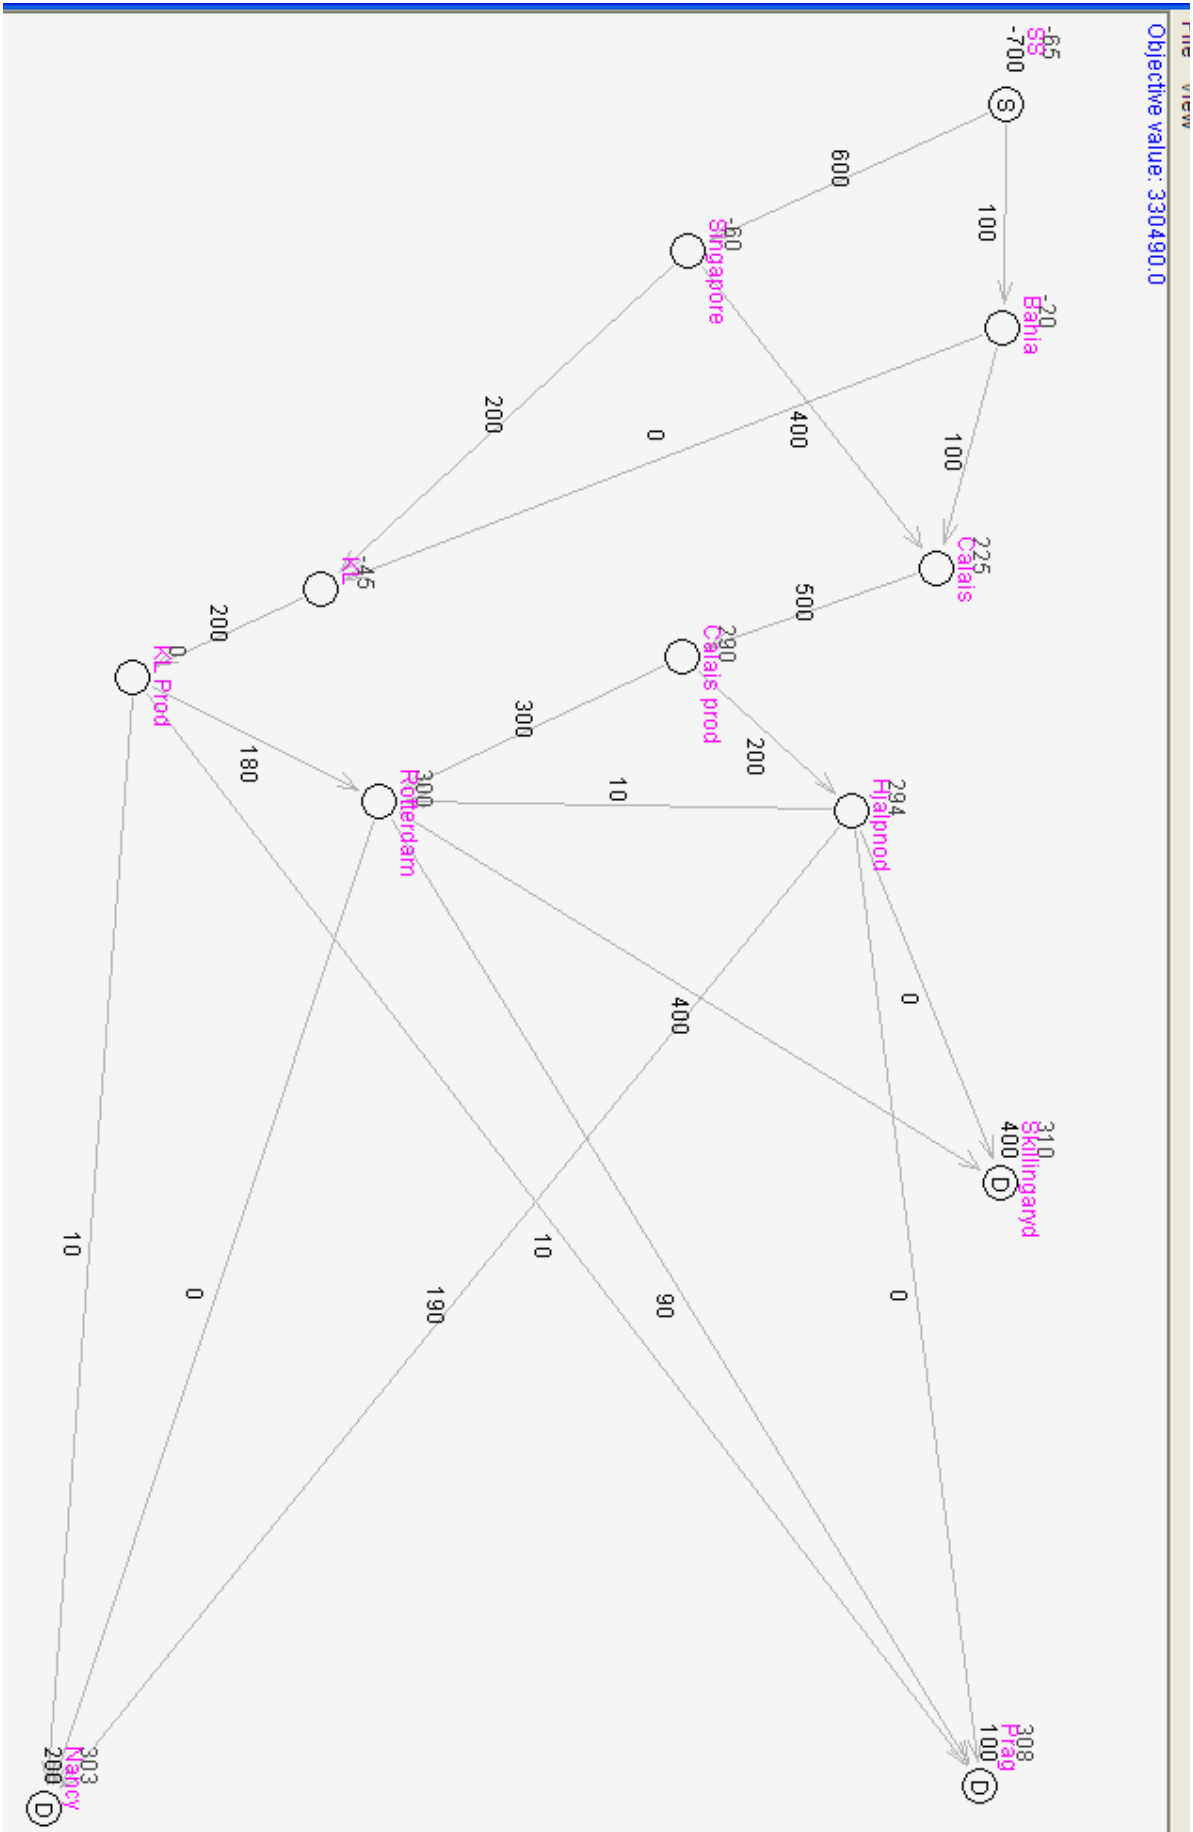 File View
Objective value: 330490.0
-65
SS
-700
S
100
600
-20
Bahia
-60
Singapore
100
400
0
200
225
Calais
500
-45
KL
200
290
Calais prod
0
KL Prod
200
300
180
294
Hjalpnod
10
300
Rotterdam
0
400
310
Skillingaryd
400
D
0
90
10
190
0
10
308
Prag
100
D
303
Nancy
200
D